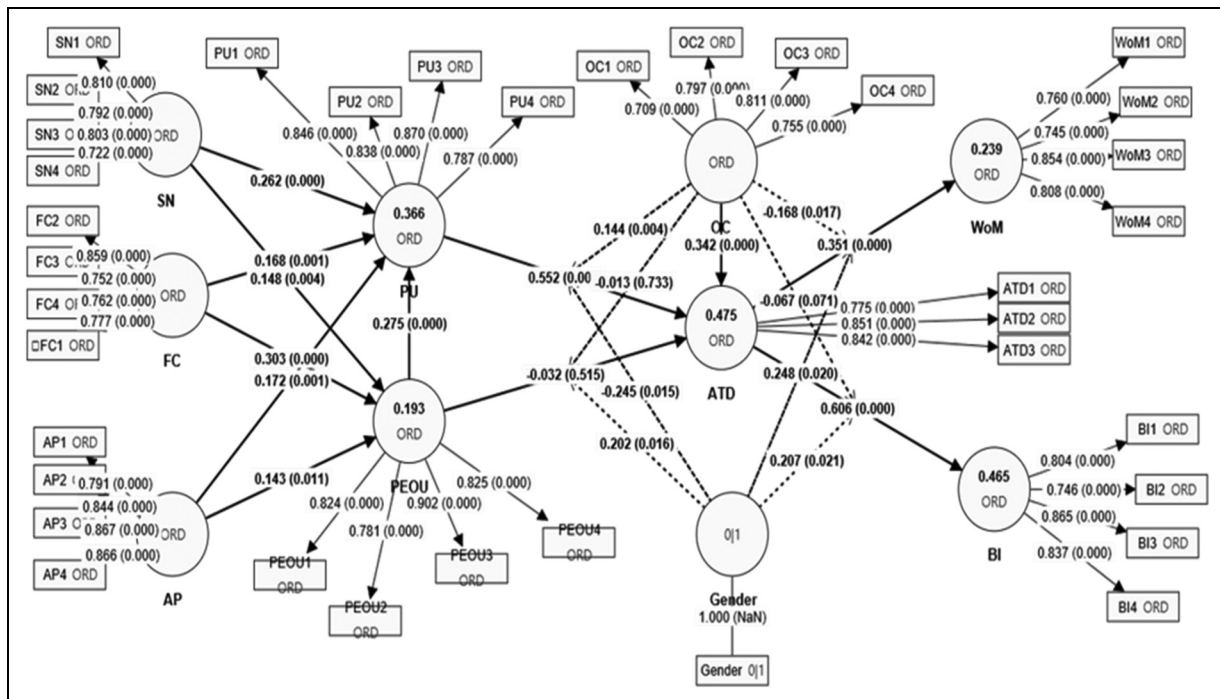 SN1 ORD
0.810 (0.000)
SN2 ORD
0.792 (0.000)
SN3
0.803 (0.000)
0.722 (0.000)
SN4 ORD
ORD
SN
FC2 ORD
0.859 (0.000)
FC3
0.752 (0.000)
FC4
0.762 (0.000)
0.777 (0.000)
□FC1 ORD
ORD
FC
AP1 ORD
0.791 (0.000)
AP2
0.844 (0.000)
AP3
0.867 (0.000)
0.866 (0.000)
AP4 ORD
ORD
AP
PU1 ORD
PU2 ORD
PU3 ORD
PU4 ORD
0.846 (0.000)
0.838 (0.000)
0.870 (0.000)
0.787 (0.000)
0.262 (0.000)
0.366
ORD
PU
0.168 (0.001)
0.148 (0.004)
0.275 (0.000)
0.303 (0.000)
0.172 (0.001)
0.143 (0.011)
0.193
ORD
PEOU
0.824 (0.000)
0.781 (0.000)
0.902 (0.000)
0.825 (0.000)
PEOU1
ORD
PEOU2
ORD
PEOU3
ORD
PEOU4
ORD
OC1 ORD
OC2 ORD
OC3 ORD
OC4 ORD
0.709 (0.000)
0.797 (0.000)
0.811 (0.000)
0.755 (0.000)
ORD
OC
0.144 (0.004)
-0.168 (0.017)
0.342 (0.000)
0.351 (0.000)
0.552 (0.00
-0.013 (0.733)
-0.067 (0.071)
0.475
ORD
ATD
0.775 (0.000)
0.851 (0.000)
0.842 (0.000)
ATD1 ORD
ATD2 ORD
ATD3 ORD
-0.032 (0.515)
-0.245 (0.015)
0.248 (0.020)
0.606 (0.000)
0.202 (0.016)
0.207 (0.021)
0|1
Gender
1.000 (NaN)
Gender 0|1
0.239
ORD
WoM
WoM1 ORD
0.760 (0.000)
WoM2 ORD
0.745 (0.000)
WoM3 ORD
0.854 (0.000)
0.808 (0.000)
WoM4 ORD
0.465
ORD
BI
BI1 ORD
0.804 (0.000)
0.746 (0.000)
BI2 ORD
0.865 (0.000)
BI3 ORD
0.837 (0.000)
BI4 ORD